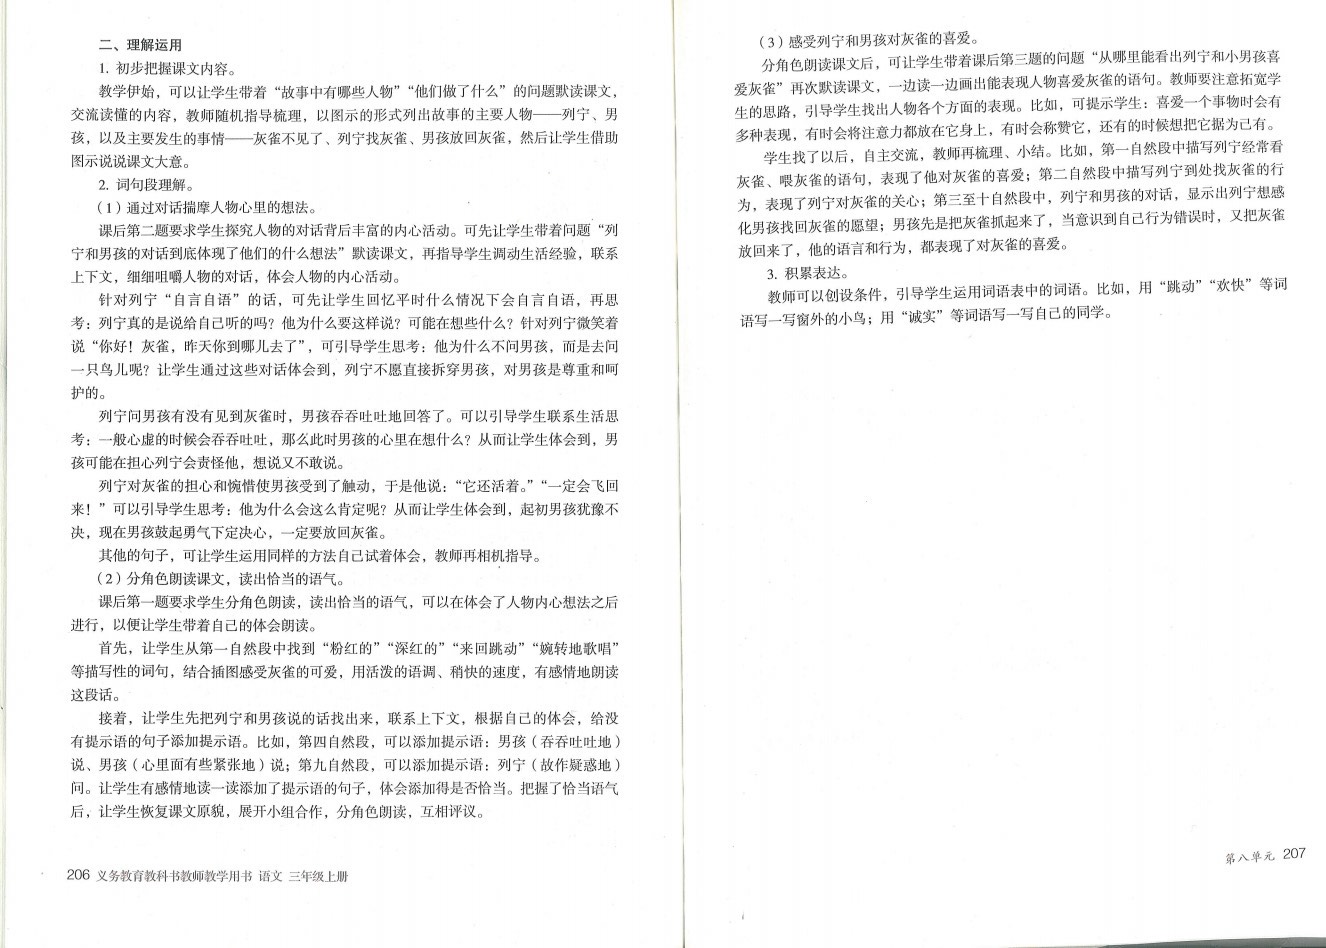 二、理解运用
1. 初步把握课文内容。
教学伊始，可以让学生带着“故事中有哪些人物”“他们做了什么”的问题默读课文，
交流读懂的内容，教师随机指导梳理，以图示的形式列出故事的主要人物——列宁、男
孩，以及主要发生的事情——灰雀不见了、列宁找灰雀、男孩放回灰雀，然后让学生借助
图示说说课文大意。
2. 词句段理解。
（1）通过对话揣摩人物心里的想法。
课后第二题要求学生探究人物的对话背后丰富的内心活动。可先让学生带着问题“列
宁和男孩的对话到底体现了他们的什么想法”默读课文，再指导学生调动生活经验，联系
上下文，细细咀嚼人物的对话，体会人物的内心活动。
针对列宁“自言自语”的话，可先让学生回忆平时什么情况下会自言自语，再思
考：列宁真的是说给自己听的吗？他为什么要这样说？可能在想些什么？针对列宁微笑着
说“你好！灰雀，昨天你到哪儿去了”，可引导学生思考：他为什么不问男孩，而是去问
一只鸟儿呢？让学生通过这些对话体会到，列宁不愿直接拆穿男孩，对男孩是尊重和呵
护的。
列宁问男孩有没有见到灰雀时，男孩吞吞吐吐地回答了。可以引导学生联系生活思
考：一般心虚的时候会吞吞吐吐，那么此时男孩的心里在想什么？从而让学生体会到，男
孩可能在担心列宁会责怪他，想说又不敢说。
列宁对灰雀的担心和惋惜使男孩受到了触动，于是他说：“它还活着。”“一定会飞回
来！”可以引导学生思考：他为什么会这么肯定呢？从而让学生体会到，起初男孩犹豫不
决，现在男孩鼓起勇气下定决心，一定要放回灰雀。
其他的句子，可让学生运用同样的方法自己试着体会，教师再相机指导。
（2）分角色朗读课文，读出恰当的语气。
课后第一题要求学生分角色朗读，读出恰当的语气，可以在体会了人物内心想法之后
进行，以便让学生带着自己的体会朗读。
首先，让学生从第一自然段中找到“粉红的”“深红的”“来回跳动”“婉转地歌唱”
等描写性的词句，结合插图感受灰雀的可爱，用活泼的语调、稍快的速度，有感情地朗读
这段话。
接着，让学生先把列宁和男孩说的话找出来，联系上下文，根据自己的体会，给没
有提示语的句子添加提示语。比如，第四自然段，可以添加提示语：男孩（吞吞吐吐地）
说、男孩（心里面有些紧张地）说；第九自然段，可以添加提示语：列宁（故作疑惑地）
问。让学生有感情地读一读添加了提示语的句子，体会添加得是否恰当。把握了恰当语气
后，让学生恢复课文原貌，展开小组合作，分角色朗读，互相评议。
206 义务教育教科书教师教学用书 语文 三年级上册
（3）感受列宁和男孩对灰雀的喜爱。
分角色朗读课文后，可让学生带着课后第三题的问题“从哪里能看出列宁和小男孩喜
爱灰雀”再次默读课文，一边读一边画出能表现人物喜爱灰雀的语句。教师要注意拓宽学
生的思路，引导学生找出人物各个方面的表现。比如，可提示学生：喜爱一个事物时会有
多种表现，有时会将注意力都放在它身上，有时会称赞它，还有的时候想把它据为己有。
学生找了以后，自主交流，教师再梳理、小结。比如，第一自然段中描写列宁经常看
灰雀、喂灰雀的语句，表现了他对灰雀的喜爱；第二自然段中描写列宁到处找灰雀的行
为，表现了列宁对灰雀的关心；第三至十自然段中，列宁和男孩的对话，显示出列宁想感
化男孩找回灰雀的愿望；男孩先是把灰雀抓起来了，当意识到自己行为错误时，又把灰雀
放回来了，他的语言和行为，都表现了对灰雀的喜爱。
3. 积累表达。
教师可以创设条件，引导学生运用词语表中的词语。比如，用“跳动”“欢快”等词
语写一写窗外的小鸟；用“诚实”等词语写一写自己的同学。
第八单元 207